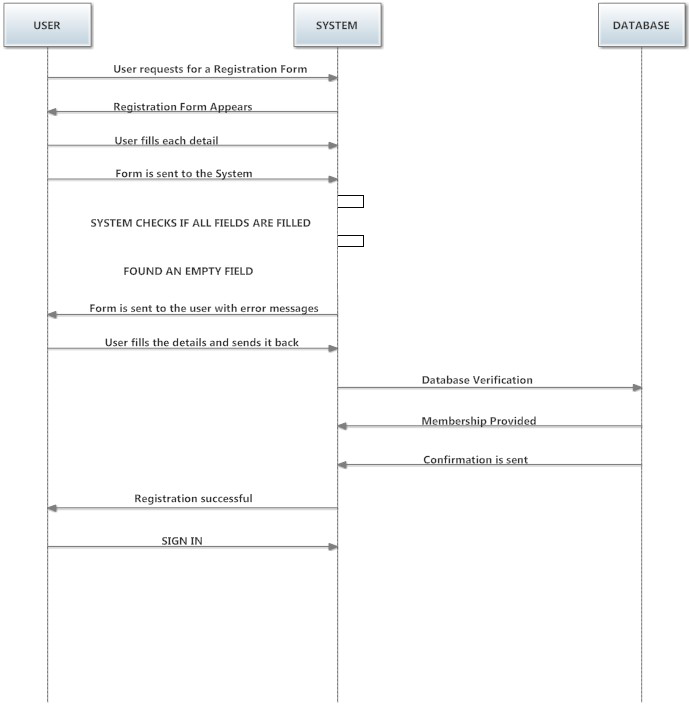 USER
SYSTEM
DATABASE
User requests for a Registration Form
Registration Form Appears
User fills each detail
Form is sent to the System
SYSTEM CHECKS IF ALL FIELDS ARE FILLED
FOUND AN EMPTY FIELD
Form is sent to the user with error messages
User fills the details and sends it back
Database Verification
Membership Provided
Confirmation is sent
Registration successful
SIGN IN